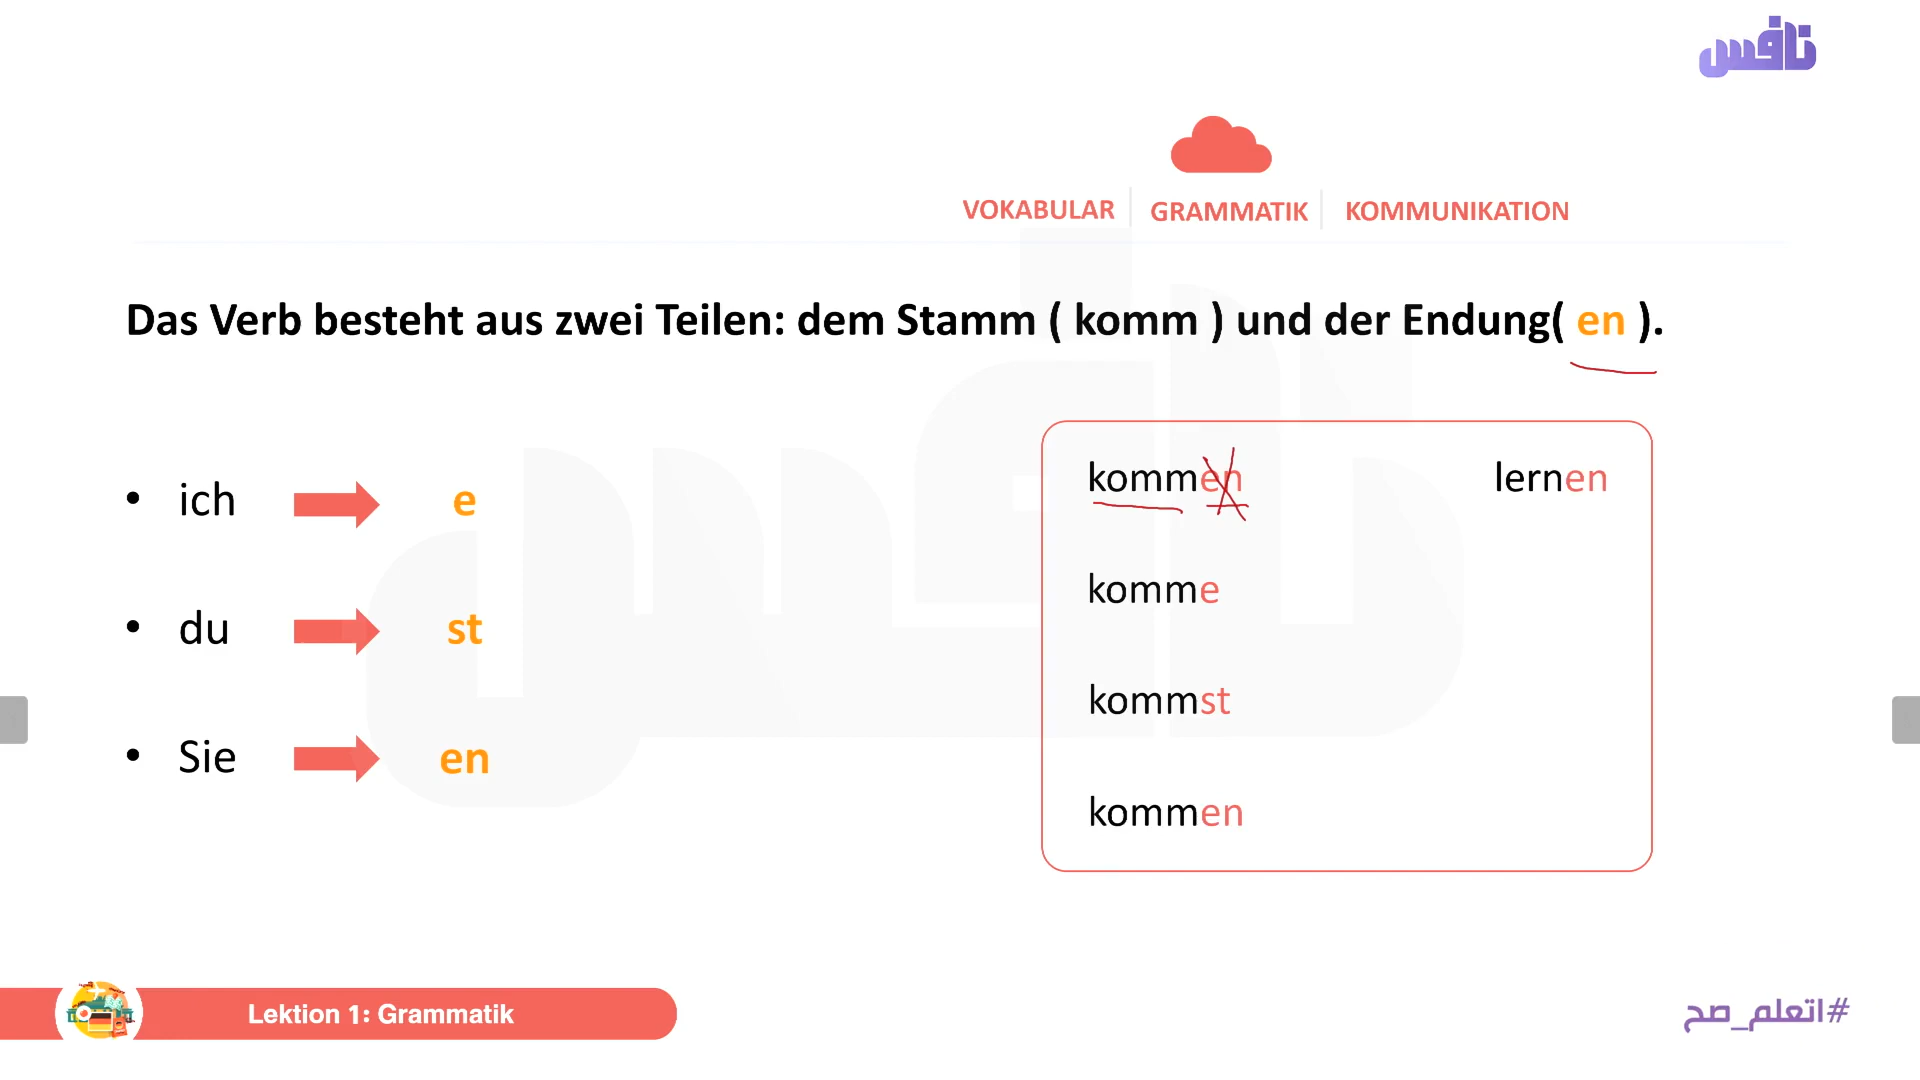 نافس
VOKABULAR
GRAMMATIK
KOMMUNIKATION
Das Verb besteht aus zwei Teilen: dem Stamm ( komm ) und der Endung( en ).
• ich e
• du st
• Sie en
kommen lernen
komme
kommst
kommen
Lektion 1: Grammatik
#اتعلم_صح